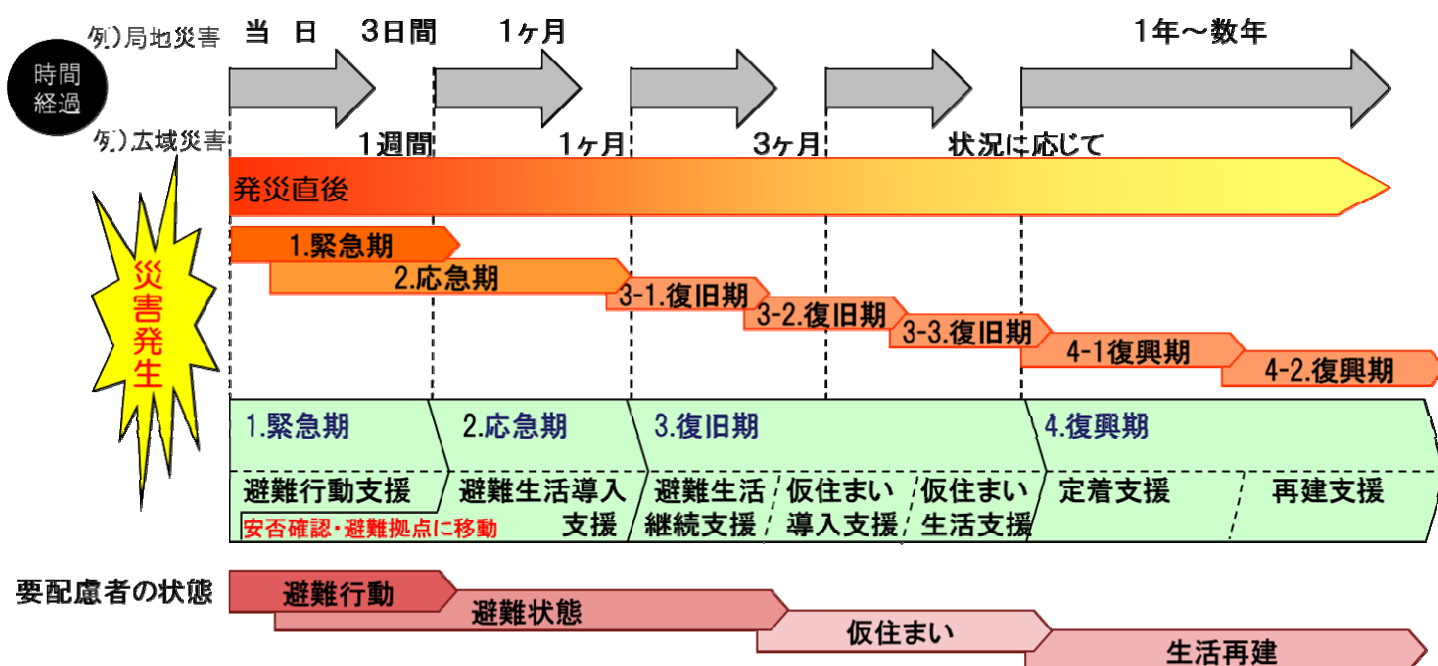 例)局地災害 当 日 3日間 1ヶ月 1年～数年
時間
経過
例)広域災害 1週間 1ヶ月 3ヶ月 状況に応じて
発災直後
災害発生
1.緊急期
2.応急期
3-1.復旧期
3-2.復旧期
3-3.復旧期
4-1復興期
4-2.復興期
1.緊急期 2.応急期 3.復旧期 4.復興期
避難行動支援
安否確認・避難拠点に移動
避難生活導入
支援
避難生活
継続支援
仮住まい
導入支援
仮住まい
生活支援
定着支援
再建支援
要配慮者の状態
避難行動
避難状態
仮住まい
生活再建